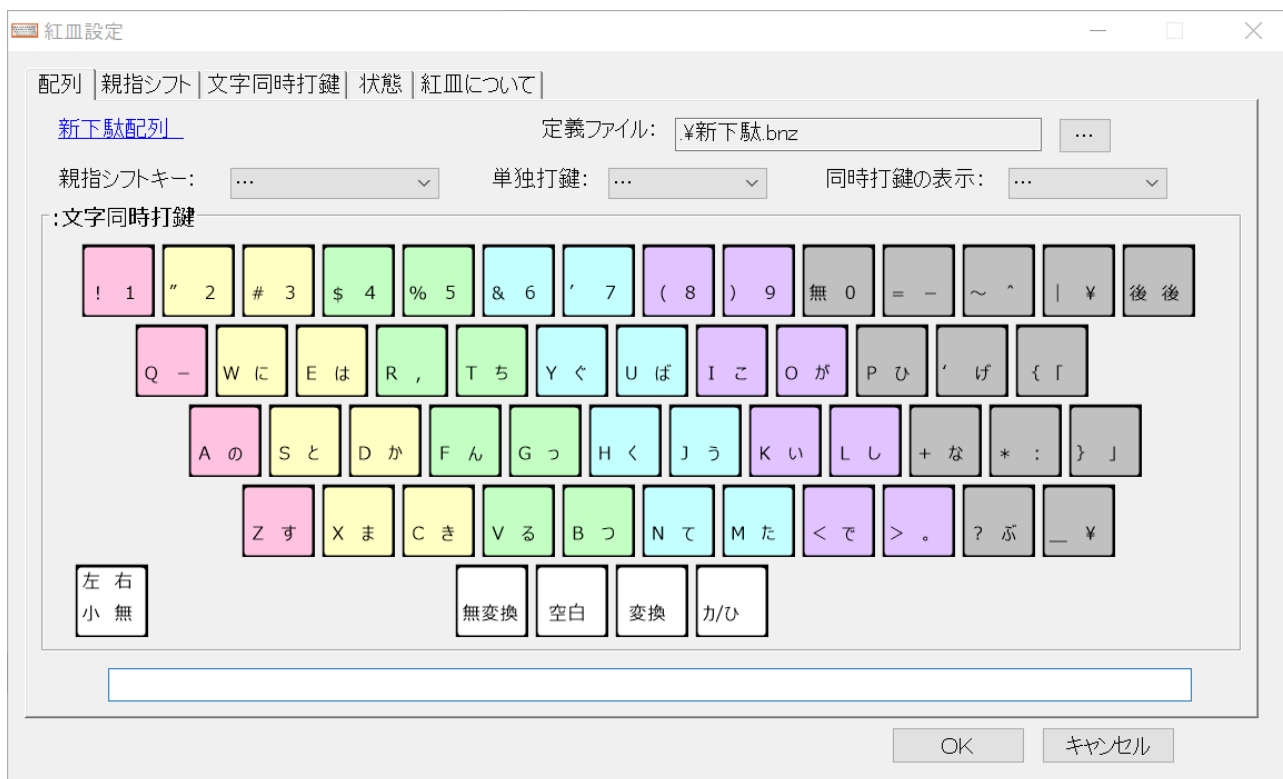 紅皿設定
配列 親指シフト 文字同時打鍵 状態 紅皿について
新下駄配列 定義ファイル: .¥新下駄.bnz ...
親指シフトキー: ... 単独打鍵: ... 同時打鍵の表示: ...
:文字同時打鍵
! 1 ″ 2 # 3 $ 4 % 5 & 6 ′ 7 ( 8 ) 9 無 0 = － ～ ＾ | ￥ 後 後
Q － W に E は R , T ち Y ぐ U ば I こ O が P ひ ‘ げ { 「
A の S と D か F ん G っ H く J う K い L し + な * : } 」
Z す X ま C き V る B つ N て M た < で > 。 ? ぶ ＿ ￥
左 右
小 無 無変換 空白 変換 カ/ひ
OK キャンセル